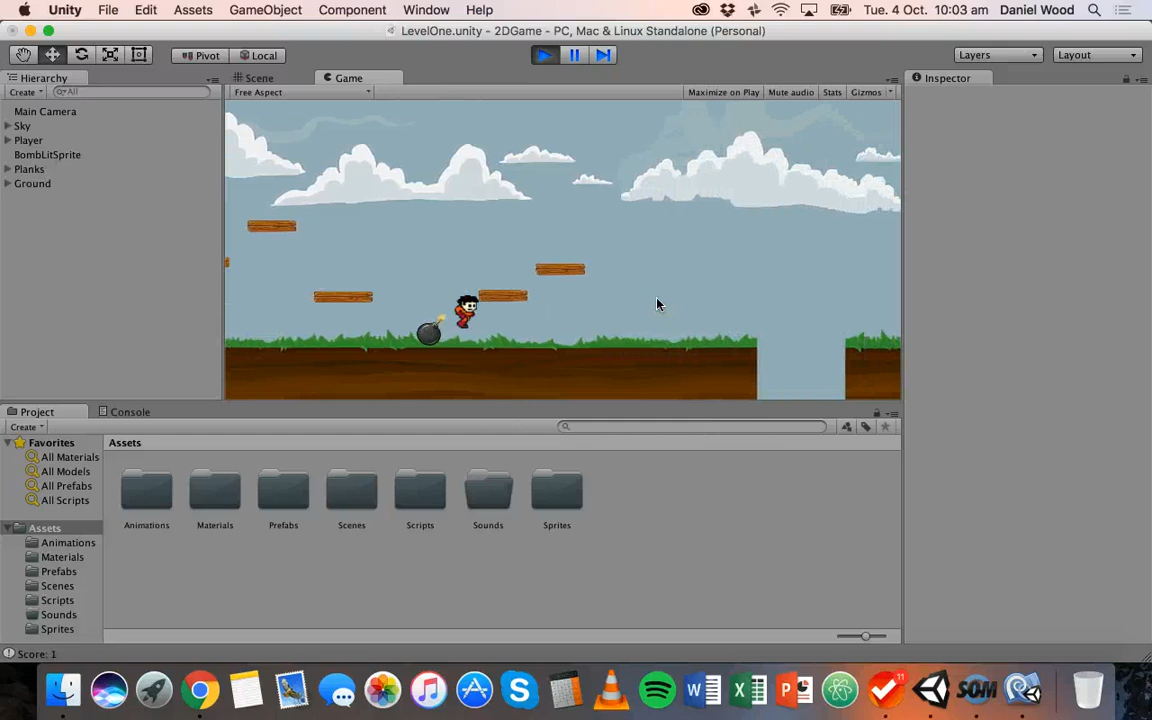 Unity File Edit Assets GameObject Component Window Help Tue. 4 Oct. 10:03 am Daniel Wood
LevelOne.unity - 2DGame - PC, Mac & Linux Standalone (Personal)
Pivot Local Layers Layout
Hierarchy Scene Game Inspector
Create All Free Aspect Maximize on Play Mute audio Stats Gizmos
Main Camera
Sky
Player
BombLitSprite
Planks
Ground
Project Console
Create
Favorites Assets
All Materials
All Models
All Prefabs
All Scripts
Animations Materials Prefabs Scenes Scripts Sounds Sprites
Assets
Animations
Materials
Prefabs
Scenes
Scripts
Sounds
Sprites
Score: 1
11
SOM